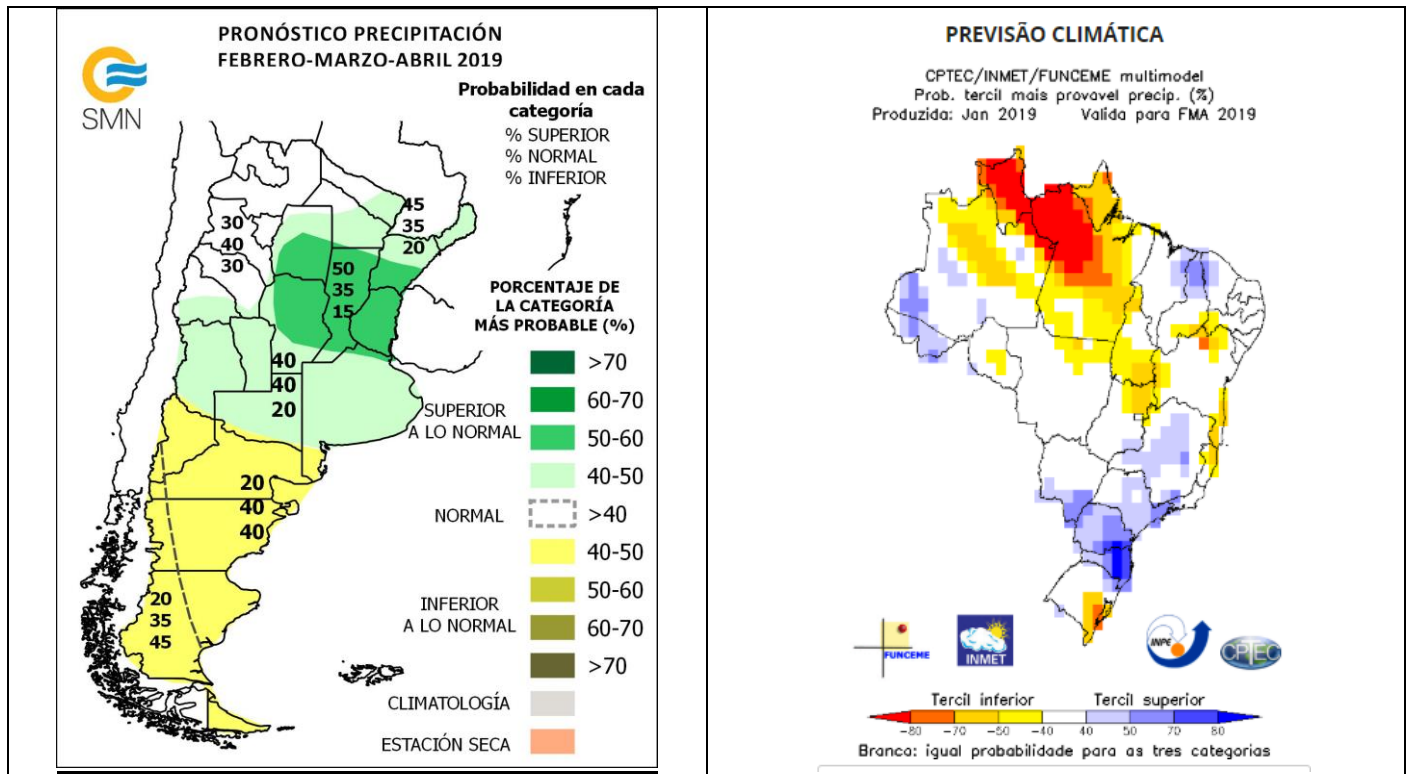 PRONÓSTICO PRECIPITACIÓN
FEBRERO-MARZO-ABRIL 2019
SMN
Probabilidad en cada
categoría
% SUPERIOR
% NORMAL
% INFERIOR
45
35
20
30
40
30
50
35
15
40
40
20
20
40
40
20
35
45
PORCENTAJE DE
LA CATEGORÍA
MÁS PROBABLE (%)
>70
60-70
SUPERIOR
A LO NORMAL
50-60
40-50
NORMAL
>40
40-50
50-60
INFERIOR
A LO NORMAL
60-70
>70
CLIMATOLOGÍA
ESTACIÓN SECA
PREVISÃO CLIMÁTICA
CPTEC/INMET/FUNCEME multimodel
Prob. tercil mais provavel precip. (%)
Produzida: Jan 2019 Valida para FMA 2019
FUNCEME
INMET
INPE
CPTEC
Tercil inferior Tercil superior
-80 -70 -50 -40 40 50 70 80
Branca: igual probabilidade para as tres categorias